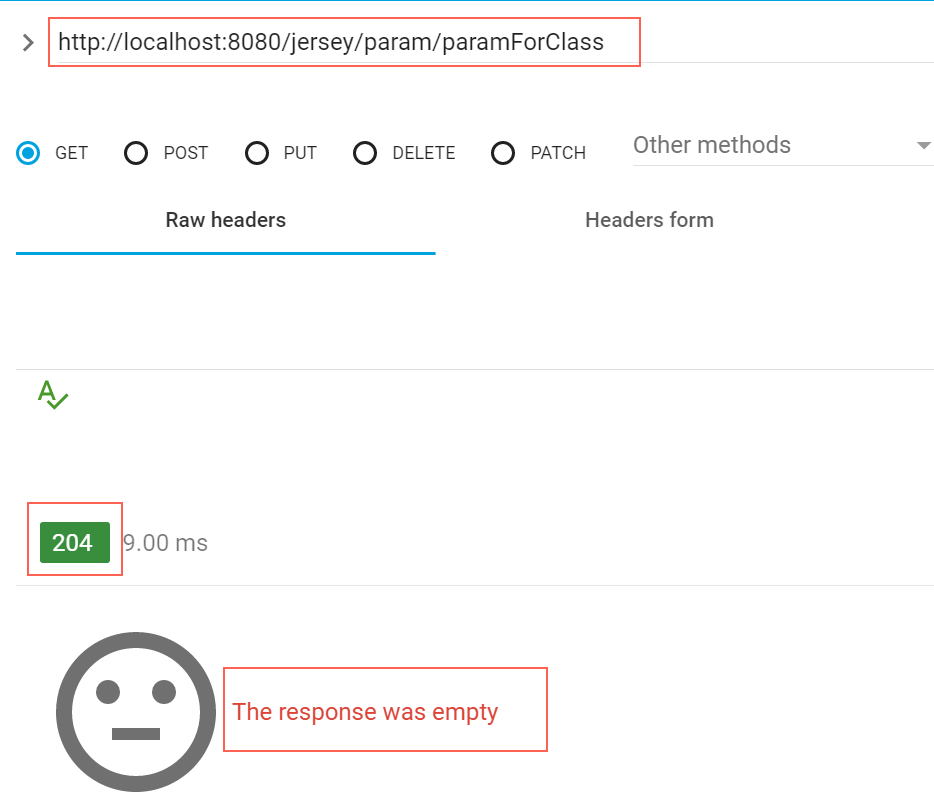 http://localhost:8080/jersey/param/paramForClass
GET POST PUT DELETE PATCH Other methods
Raw headers Headers form
204 9.00 ms
The response was empty